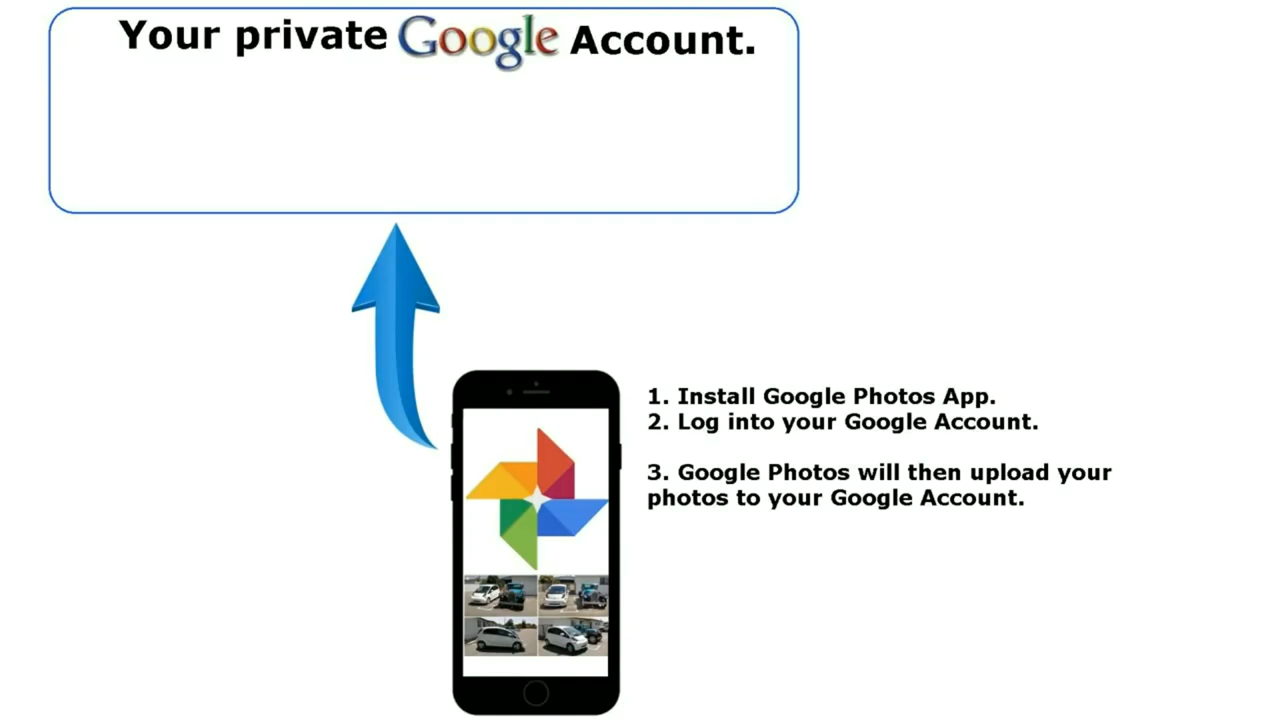 Your private Google Account.
1. Install Google Photos App.
2. Log into your Google Account.
3. Google Photos will then upload your
photos to your Google Account.